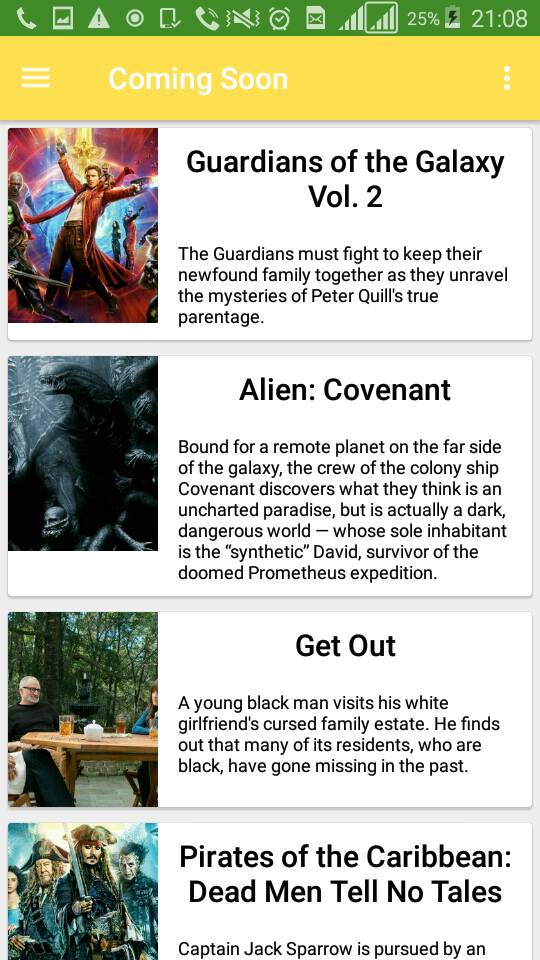 25% 21:08
Coming Soon
Guardians of the Galaxy
Vol. 2
The Guardians must fight to keep their
newfound family together as they unravel
the mysteries of Peter Quill's true
parentage.
Alien: Covenant
Bound for a remote planet on the far side
of the galaxy, the crew of the colony ship
Covenant discovers what they think is an
uncharted paradise, but is actually a dark,
dangerous world — whose sole inhabitant
is the “synthetic” David, survivor of the
doomed Prometheus expedition.
Get Out
A young black man visits his white
girlfriend's cursed family estate. He finds
out that many of its residents, who are
black, have gone missing in the past.
Pirates of the Caribbean:
Dead Men Tell No Tales
Captain Jack Sparrow is pursued by an